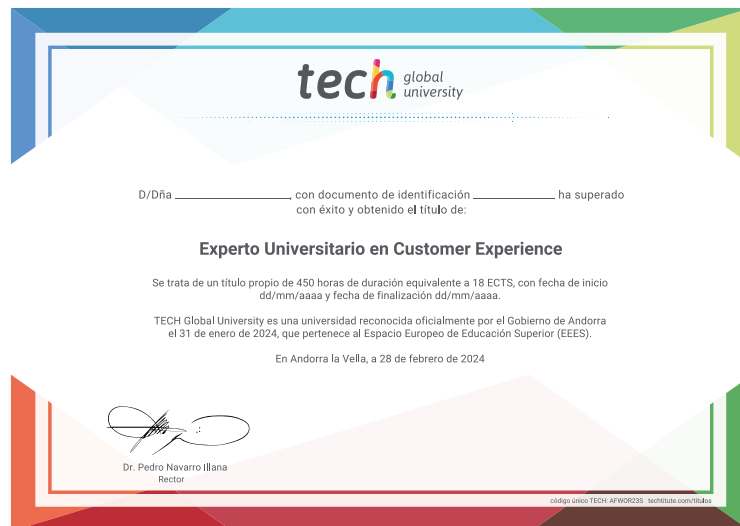 tech global university
D/Dña ____________________, con documento de identificación ______________ ha superado
con éxito y obtenido el título de:
Experto Universitario en Customer Experience
Se trata de un título propio de 450 horas de duración equivalente a 18 ECTS, con fecha de inicio
dd/mm/aaaa y fecha de finalización dd/mm/aaaa.
TECH Global University es una universidad reconocida oficialmente por el Gobierno de Andorra
el 31 de enero de 2024, que pertenece al Espacio Europeo de Educación Superior (EEES).
En Andorra la Vella, a 28 de febrero de 2024
Dr. Pedro Navarro Illana
Rector
código único TECH: AFWOR23S techtitute.com/titulos